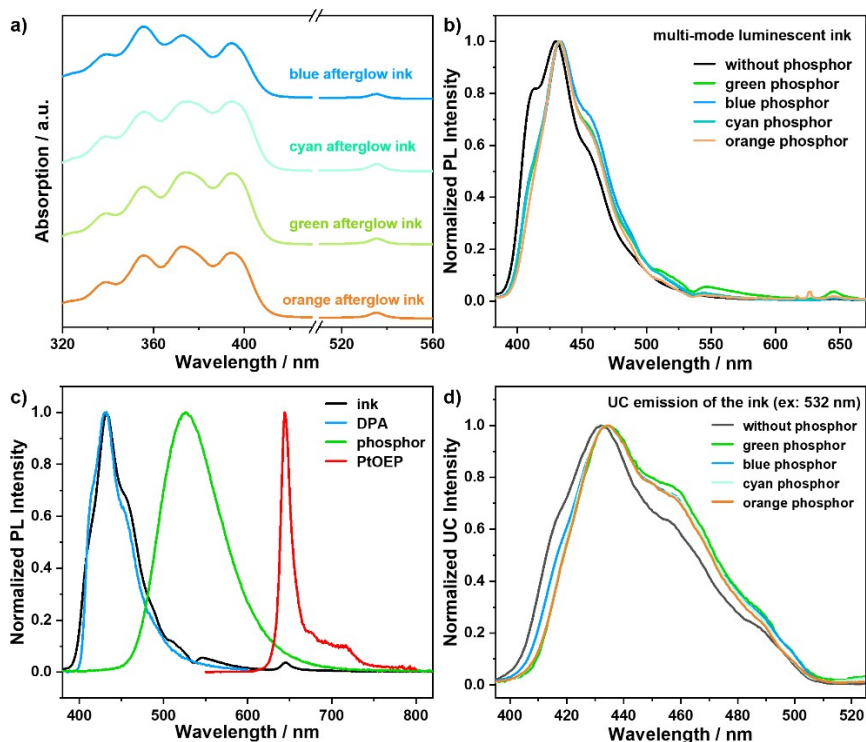 a)
Absorption / a.u.
blue afterglow ink
cyan afterglow ink
green afterglow ink
orange afterglow ink
320 360 400 520 540 560
Wavelength / nm
b)
Normalized PL Intensity
1.0
0.8
0.6
0.4
0.2
0.0
multi-mode luminescent ink
without phosphor
green phosphor
blue phosphor
cyan phosphor
orange phosphor
400 450 500 550 600 650
Wavelength / nm
c)
Normalized PL Intensity
1.0
0.8
0.6
0.4
0.2
0.0
ink
DPA
phosphor
PtOEP
400 500 600 700 800
Wavelength / nm
d)
Normalized UC Intensity
1.0
0.8
0.6
0.4
0.2
0.0
UC emission of the ink (ex: 532 nm)
without phosphor
green phosphor
blue phosphor
cyan phosphor
orange phosphor
400 420 440 460 480 500 520
Wavelength / nm